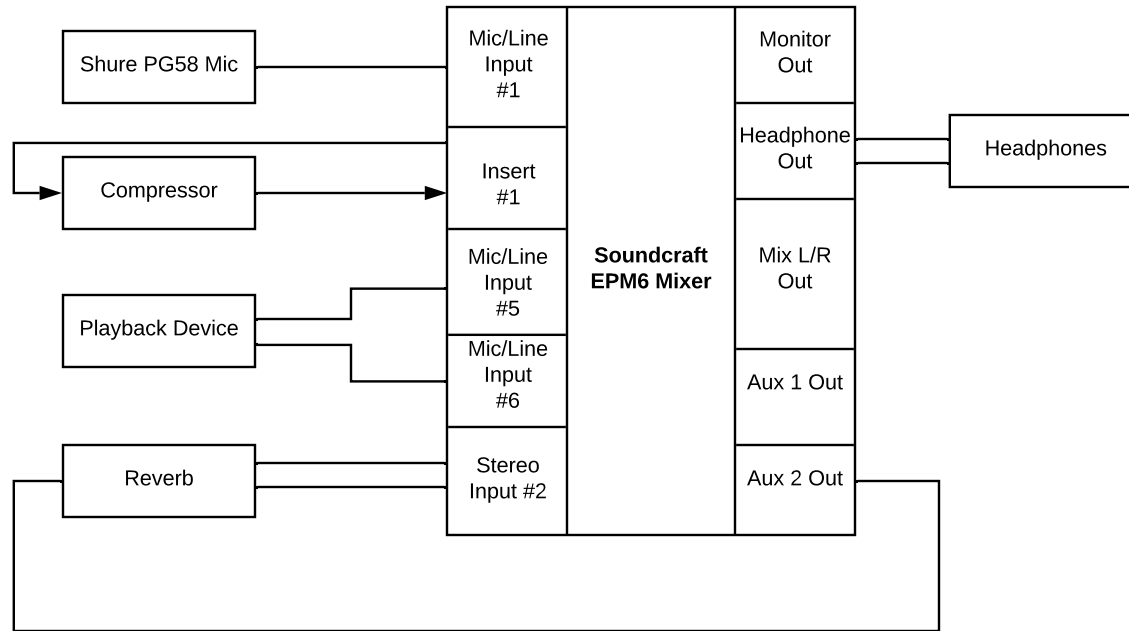 Shure PG58 Mic
Compressor
Playback Device
Reverb
Mic/Line
Input
#1
Insert
#1
Mic/Line
Input
#5
Mic/Line
Input
#6
Stereo
Input #2
Soundcraft
EPM6 Mixer
Monitor
Out
Headphone
Out
Mix L/R
Out
Aux 1 Out
Aux 2 Out
Headphones